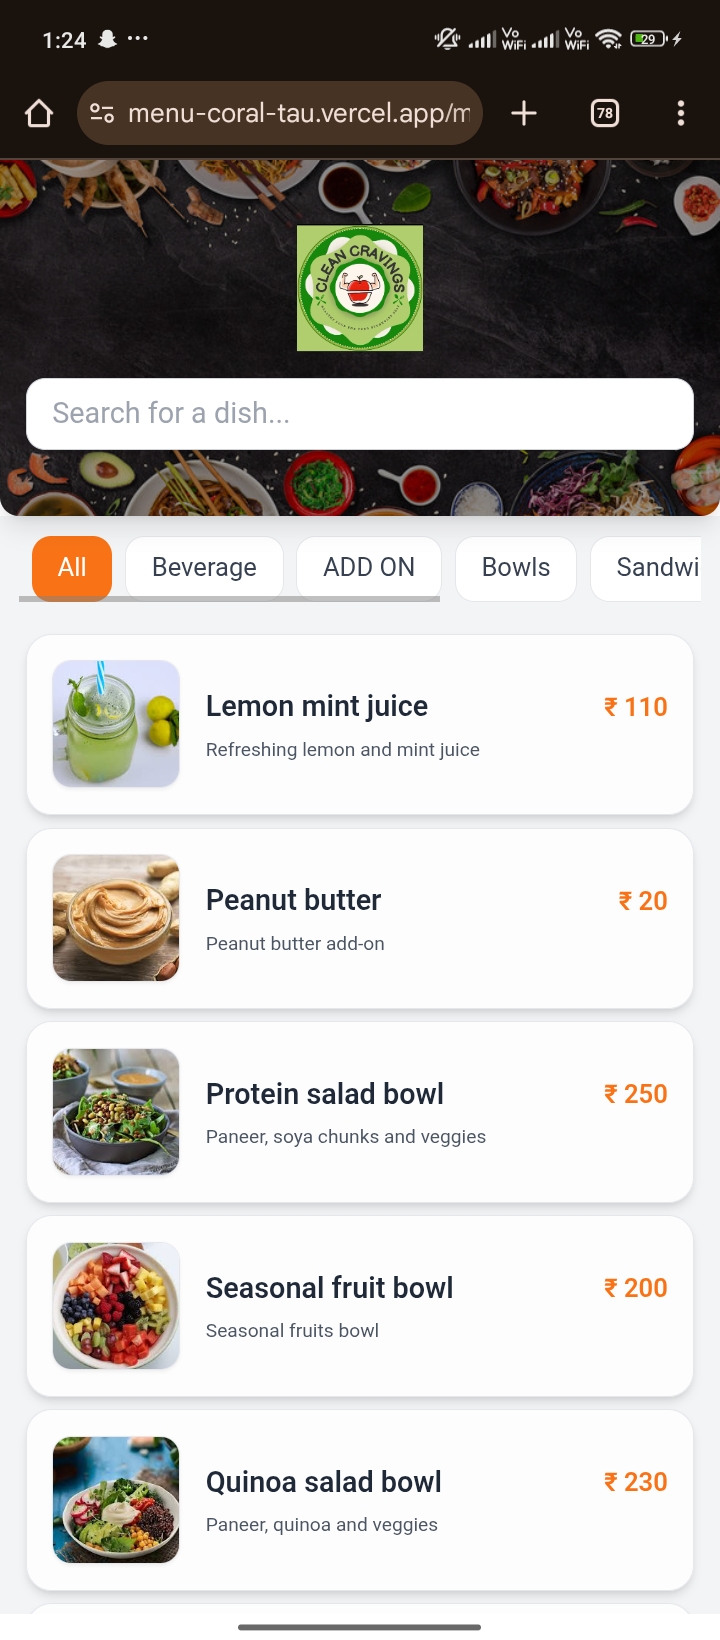 1:24
Vo
WiFi
Vo
WiFi
29
menu-coral-tau.vercel.app/m
78
CLEAN CRAVINGS
Search for a dish...
All
Beverage
ADD ON
Bowls
Sandwi
Lemon mint juice
₹ 110
Refreshing lemon and mint juice
Peanut butter
₹ 20
Peanut butter add-on
Protein salad bowl
₹ 250
Paneer, soya chunks and veggies
Seasonal fruit bowl
₹ 200
Seasonal fruits bowl
Quinoa salad bowl
₹ 230
Paneer, quinoa and veggies